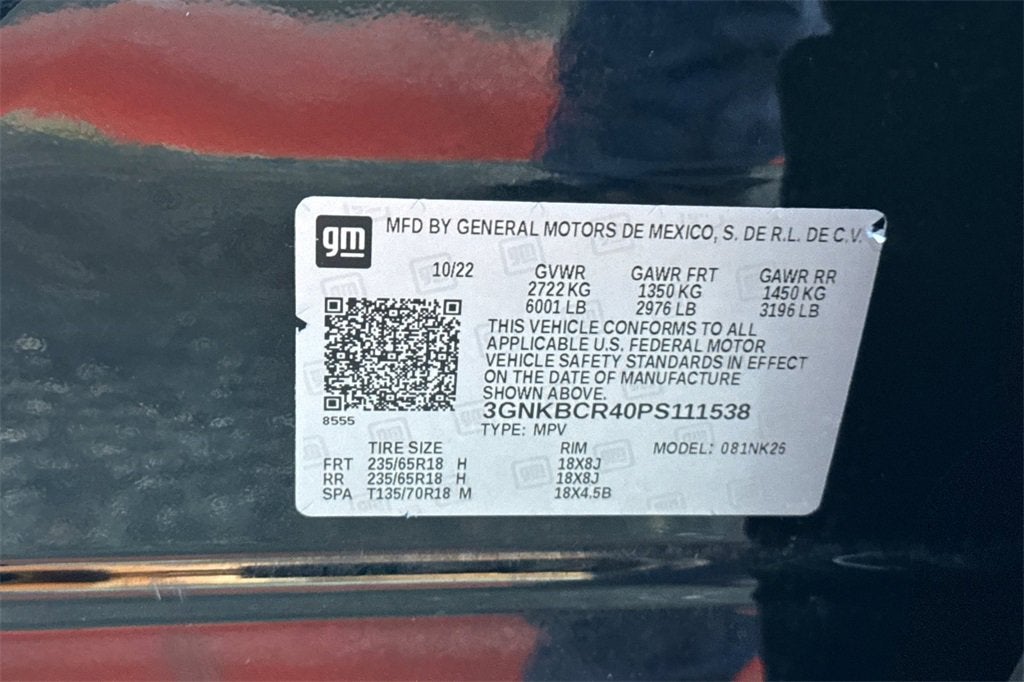 gm MFD BY GENERAL MOTORS DE MEXICO, S. DE R.L. DE C.V.
10/22 GVWR GAWR FRT GAWR RR
2722 KG 1350 KG 1450 KG
6001 LB 2976 LB 3196 LB
THIS VEHICLE CONFORMS TO ALL
APPLICABLE U.S. FEDERAL MOTOR
VEHICLE SAFETY STANDARDS IN EFFECT
ON THE DATE OF MANUFACTURE
SHOWN ABOVE.
3GNKBCR40PS111538
8555
TYPE: MPV
TIRE SIZE RIM MODEL: 081NK26
FRT 235/65R18 H 18X8J
RR 235/65R18 H 18X8J
SPA T135/70R18 M 18X4.5B